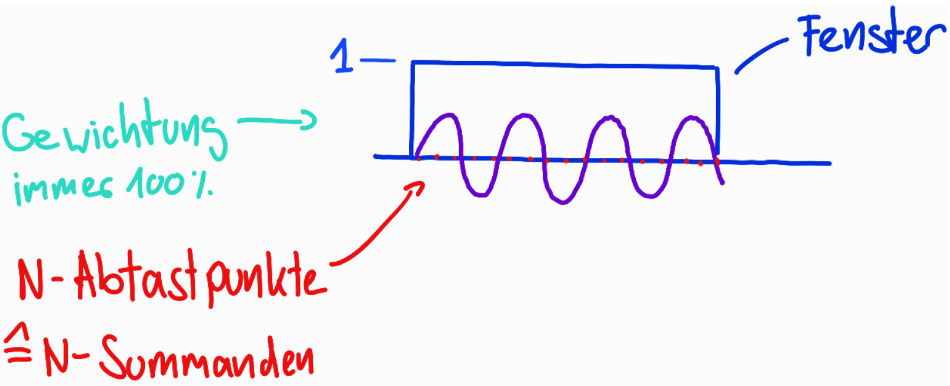 Fenster
1
Gewichtung
immer 100%
N-Abtastpunkte
≙ N-Summanden